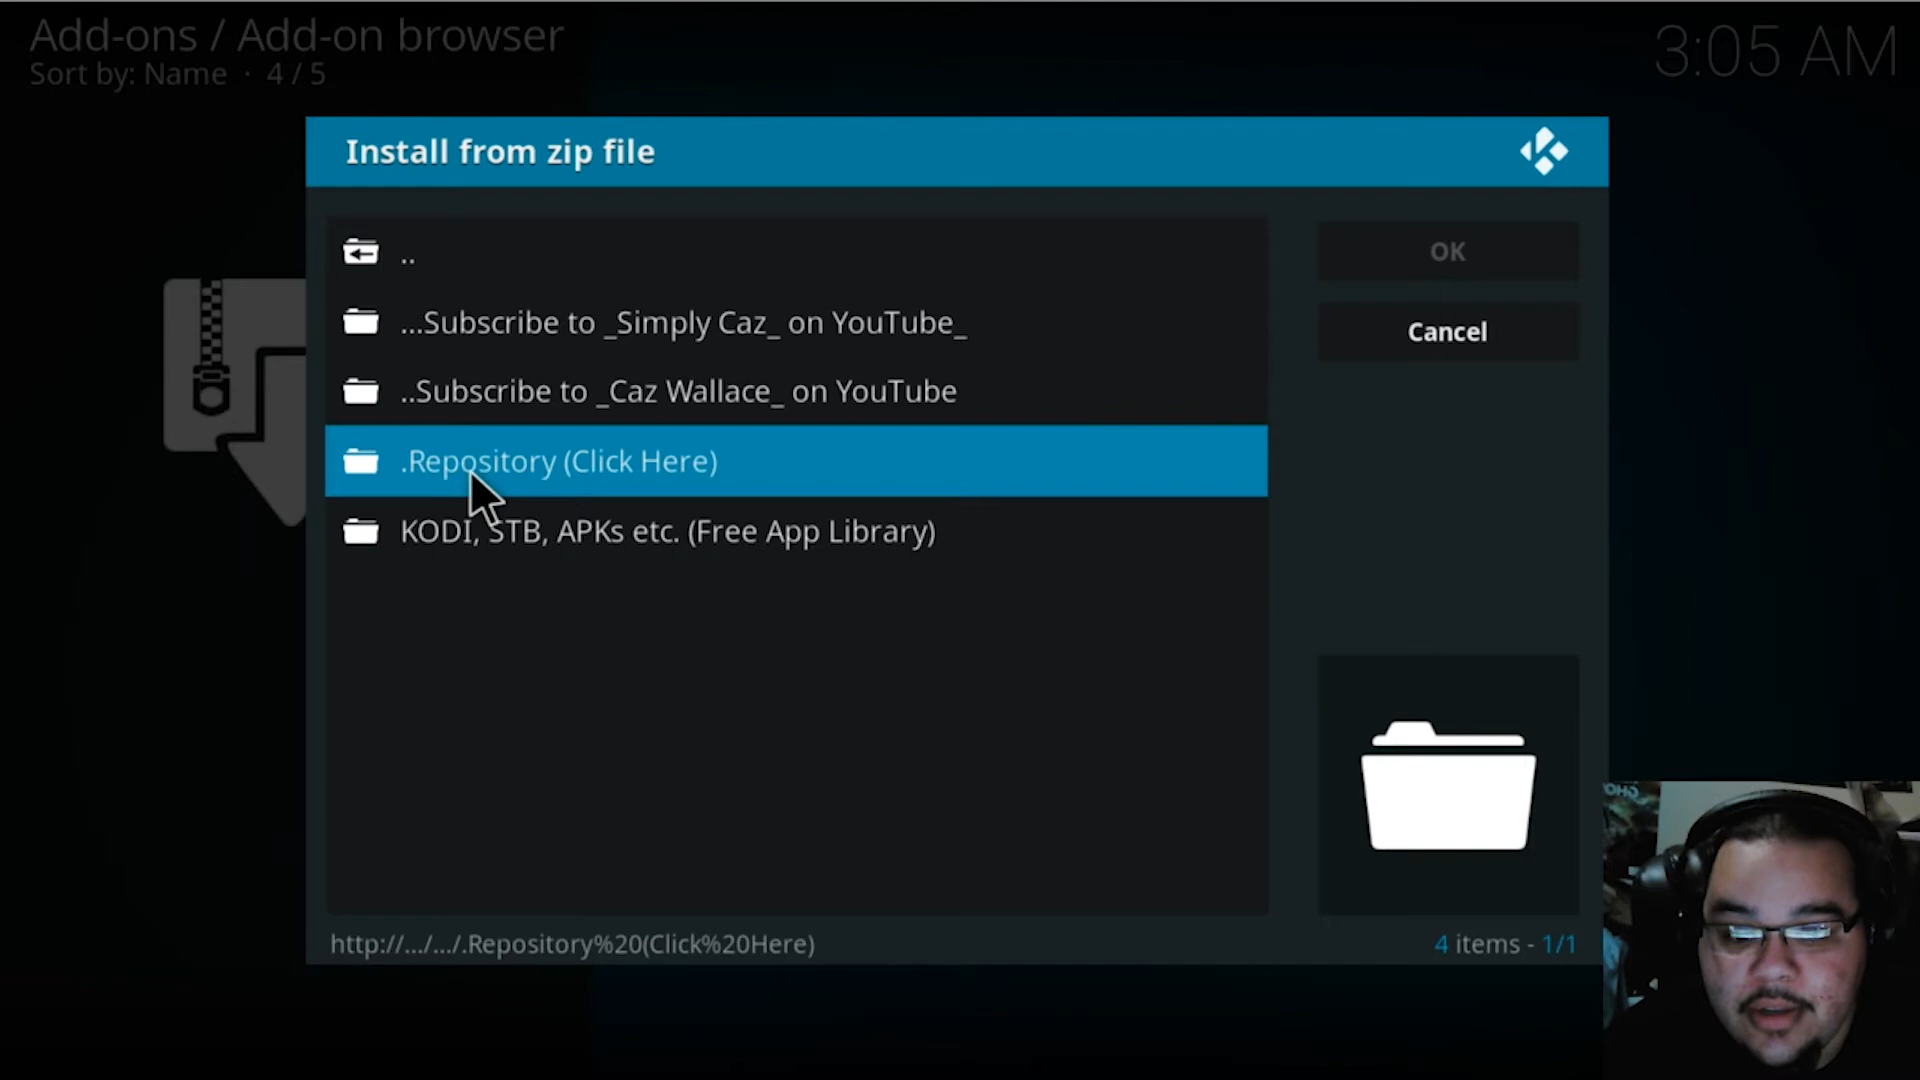 Add-ons / Add-on browser
Sort by: Name · 4 / 5
3:05 AM
Install from zip file
..
OK
...Subscribe to _Simply Caz_ on YouTube_
Cancel
..Subscribe to _Caz Wallace_ on YouTube
.Repository (Click Here)
KODI, STB, APKs etc. (Free App Library)
http://.../.../.Repository%20(Click%20Here)
4 items - 1/1